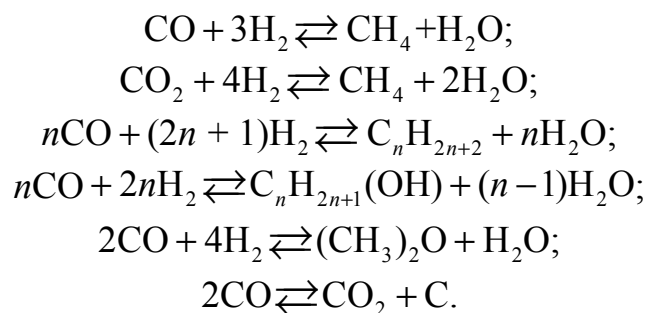 CO + 3H₂ ⇄ CH₄+H₂O;
CO₂ + 4H₂ ⇄ CH₄ + 2H₂O;
nCO + (2n + 1)H₂ ⇄ CₙH₂ₙ₊₂ + nH₂O;
nCO + 2nH₂ ⇄ CₙH₂ₙ₊₁(OH) + (n − 1)H₂O;
2CO + 4H₂ ⇄ (CH₃)₂O + H₂O;
2CO ⇄ CO₂ + C.